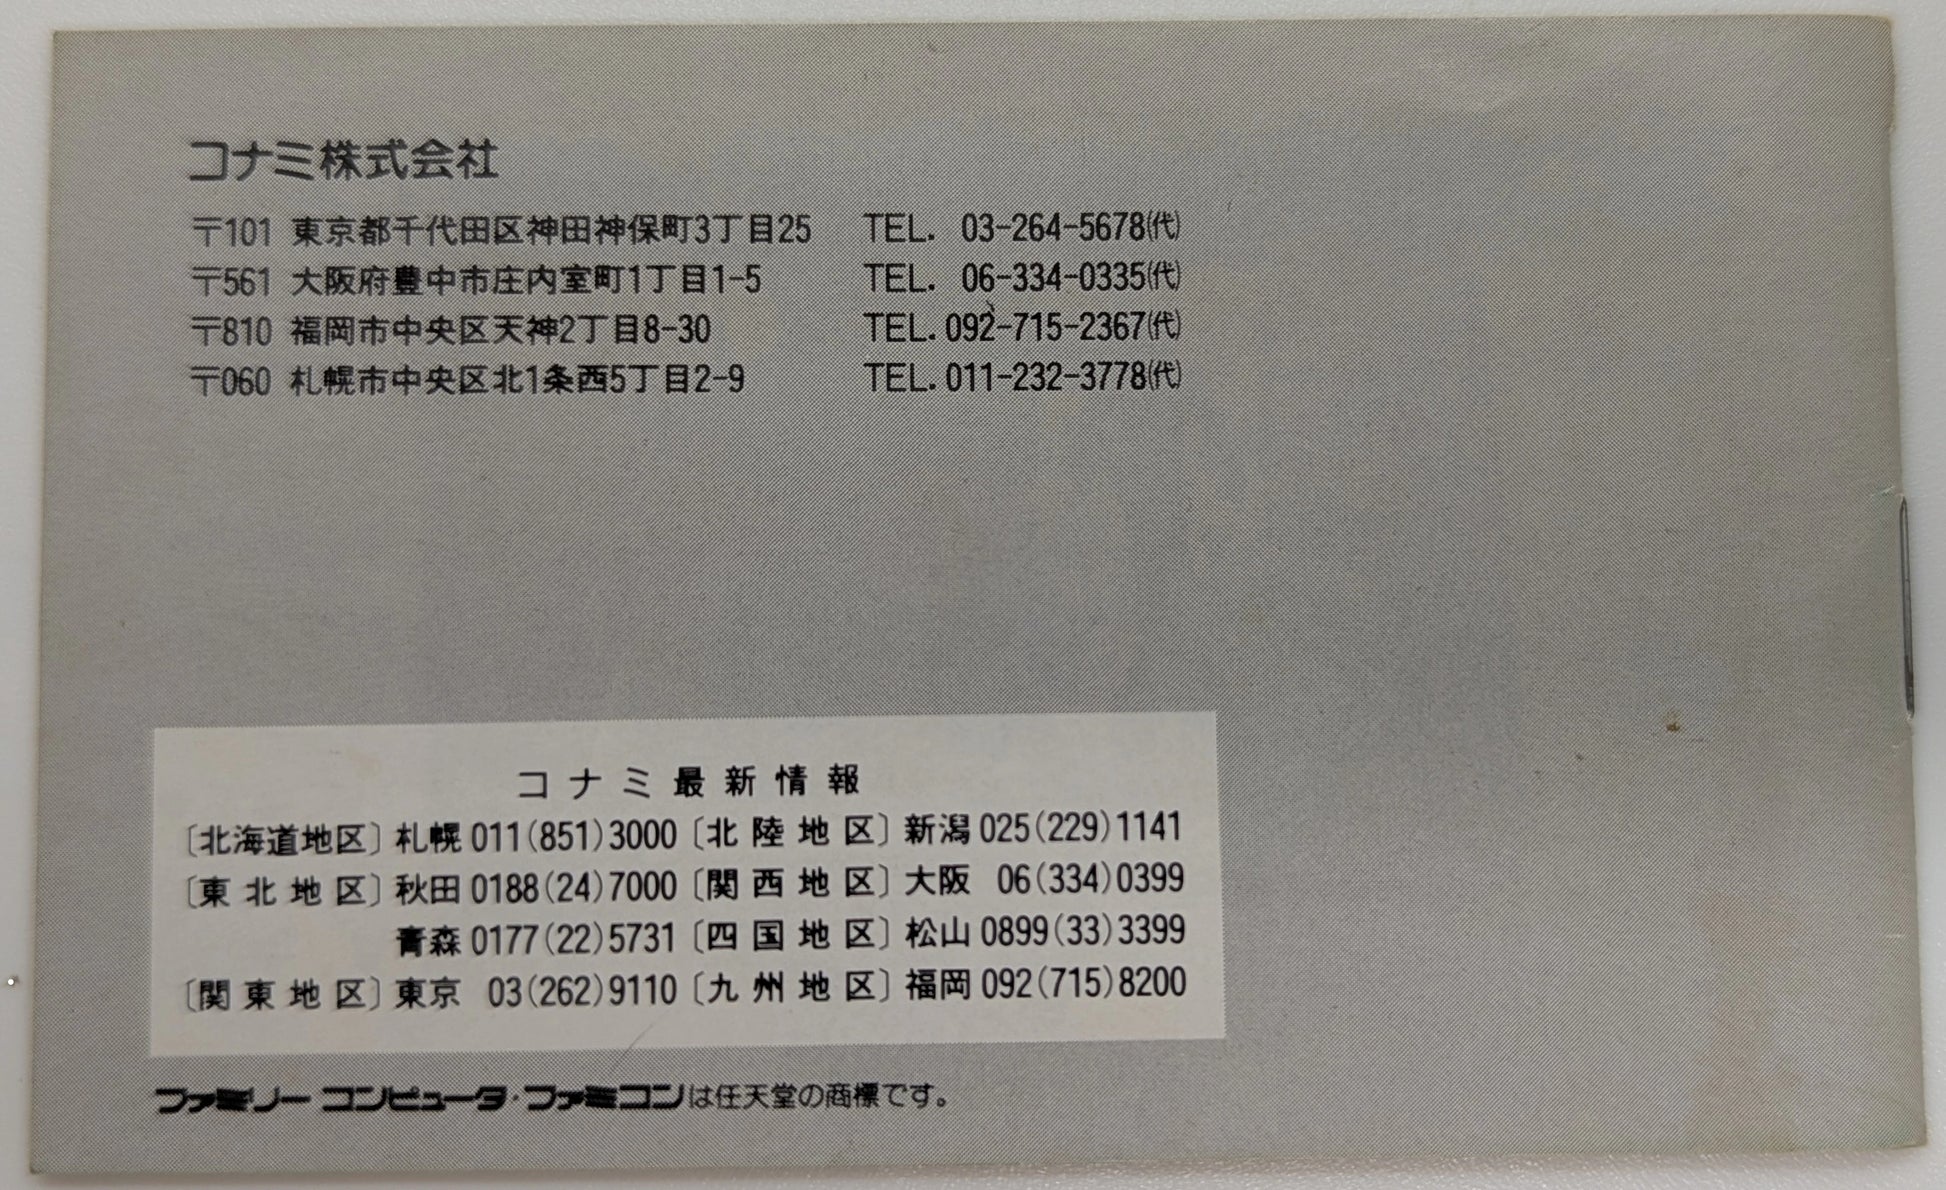 コナミ株式会社
〒101 東京都千代田区神田神保町3丁目25 TEL. 03-264-5678(代)
〒561 大阪府豊中市庄内室町1丁目1-5 TEL. 06-334-0335(代)
〒810 福岡市中央区天神2丁目8-30 TEL. 092-715-2367(代)
〒060 札幌市中央区北1条西5丁目2-9 TEL. 011-232-3778(代)
コナミ最新情報
〔北海道地区〕札幌 011(851)3000〔北陸地区〕新潟 025(229)1141
〔東北地区〕秋田 0188(24)7000〔関西地区〕大阪 06(334)0399
青森 0177(22)5731〔四国地区〕松山 0899(33)3399
〔関東地区〕東京 03(262)9110〔九州地区〕福岡 092(715)8200
ファミリーコンピュータ・ファミコンは任天堂の商標です。